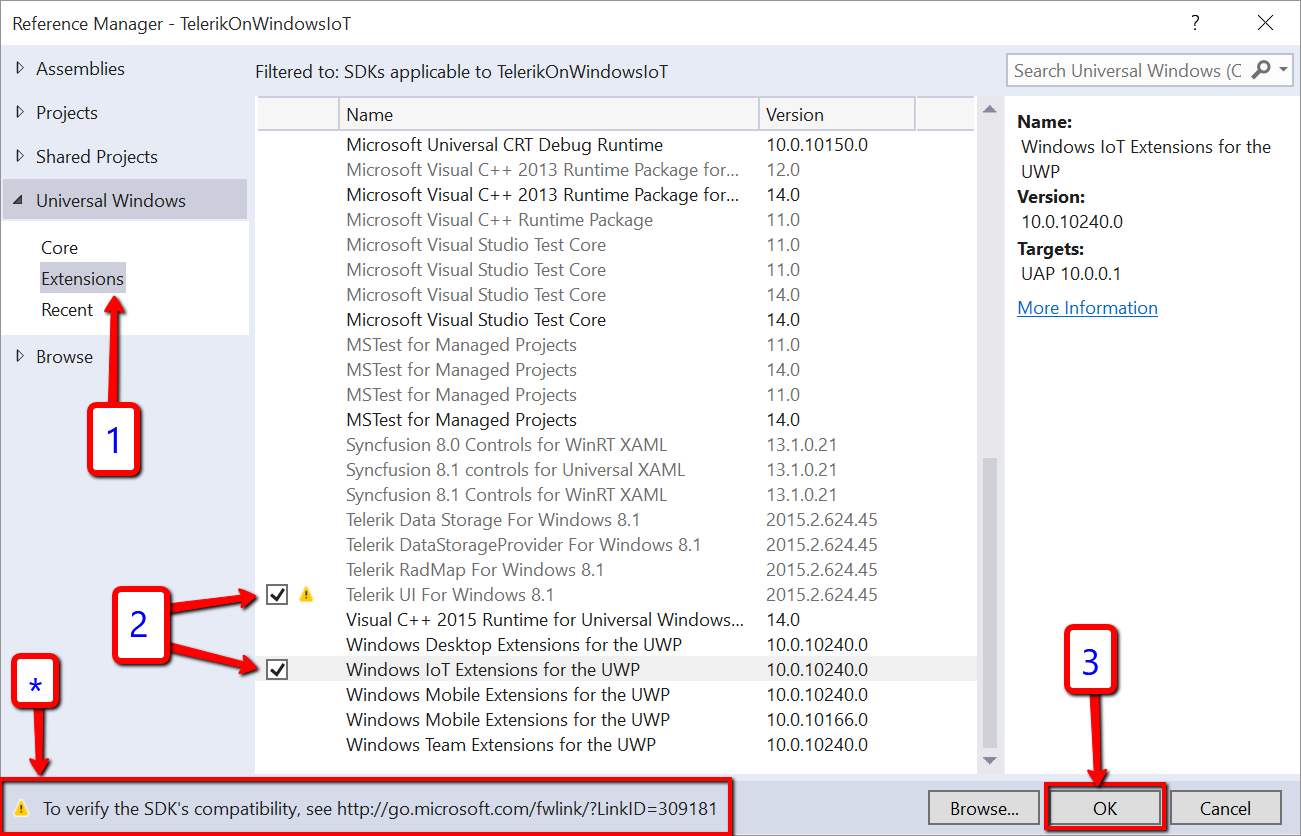 Reference Manager - TelerikOnWindowsIoT
?
Assemblies
Projects
Shared Projects
Universal Windows
Core
Extensions
Recent
Browse
1
2
*
Filtered to: SDKs applicable to TelerikOnWindowsIoT
Search Universal Windows (C
Name Version
Microsoft Universal CRT Debug Runtime 10.0.10150.0
Microsoft Visual C++ 2013 Runtime Package for... 12.0
Microsoft Visual C++ 2013 Runtime Package for... 14.0
Microsoft Visual C++ Runtime Package 11.0
Microsoft Visual Studio Test Core 11.0
Microsoft Visual Studio Test Core 11.0
Microsoft Visual Studio Test Core 14.0
Microsoft Visual Studio Test Core 14.0
MSTest for Managed Projects 11.0
MSTest for Managed Projects 14.0
MSTest for Managed Projects 11.0
MSTest for Managed Projects 14.0
Syncfusion 8.0 Controls for WinRT XAML 13.1.0.21
Syncfusion 8.1 controls for Universal XAML 13.1.0.21
Syncfusion 8.1 Controls for WinRT XAML 13.1.0.21
Telerik Data Storage For Windows 8.1 2015.2.624.45
Telerik DataStorageProvider For Windows 8.1 2015.2.624.45
Telerik RadMap For Windows 8.1 2015.2.624.45
Telerik UI For Windows 8.1 2015.2.624.45
Visual C++ 2015 Runtime for Universal Windows... 14.0
Windows Desktop Extensions for the UWP 10.0.10240.0
Windows IoT Extensions for the UWP 10.0.10240.0
Windows Mobile Extensions for the UWP 10.0.10240.0
Windows Mobile Extensions for the UWP 10.0.10166.0
Windows Team Extensions for the UWP 10.0.10240.0
Name:
Windows IoT Extensions for the
UWP
Version:
10.0.10240.0
Targets:
UAP 10.0.0.1
More Information
3
To verify the SDK's compatibility, see http://go.microsoft.com/fwlink/?LinkID=309181
Browse...
OK
Cancel